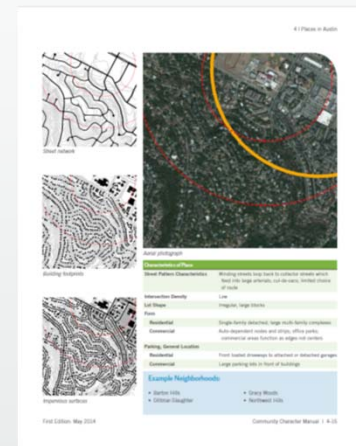 4 | Places in Austin
Street network
Building footprints
Impervious surfaces
Aerial photograph
Characteristics of Place
Street Pattern Characteristics Winding streets loop back to collector streets which
feed into large arterials, cul-de-sacs, limited choice
of route
Intersection Density Low
Lot Shape Irregular, large blocks
Form
Residential Single-family detached, large multi-family complexes
Commercial Auto-dependent nodes and strips, office parks;
commercial areas function as edges not centers
Parking, General Location
Residential Front loaded driveways to attached or detached garages
Commercial Large parking lots in front of buildings
Example Neighborhoods:
• Barton Hills
• Gracy Woods
• Northwest Hills
First Edition: May 2014
Community Character Manual | 4-15